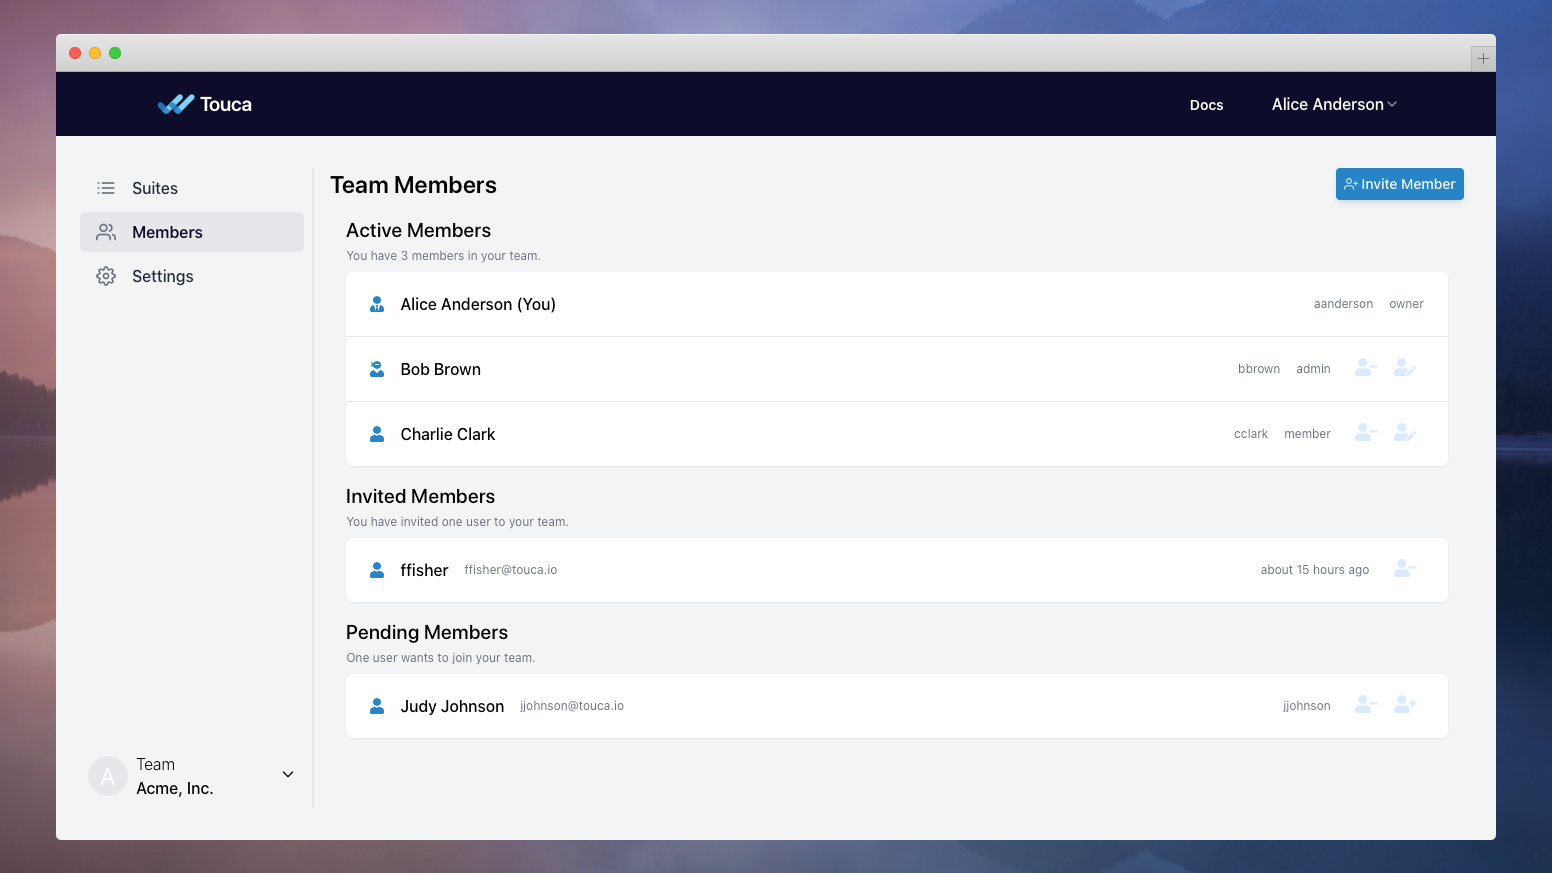 Touca
Docs
Alice Anderson
Suites
Members
Settings
Team Members
Invite Member
Active Members
You have 3 members in your team.
Alice Anderson (You)
aanderson owner
Bob Brown
bbrown admin
Charlie Clark
cclark member
Invited Members
You have invited one user to your team.
ffisher ffisher@touca.io
about 15 hours ago
Pending Members
One user wants to join your team.
Judy Johnson jjohnson@touca.io
jjohnson
A
Team
Acme, Inc.